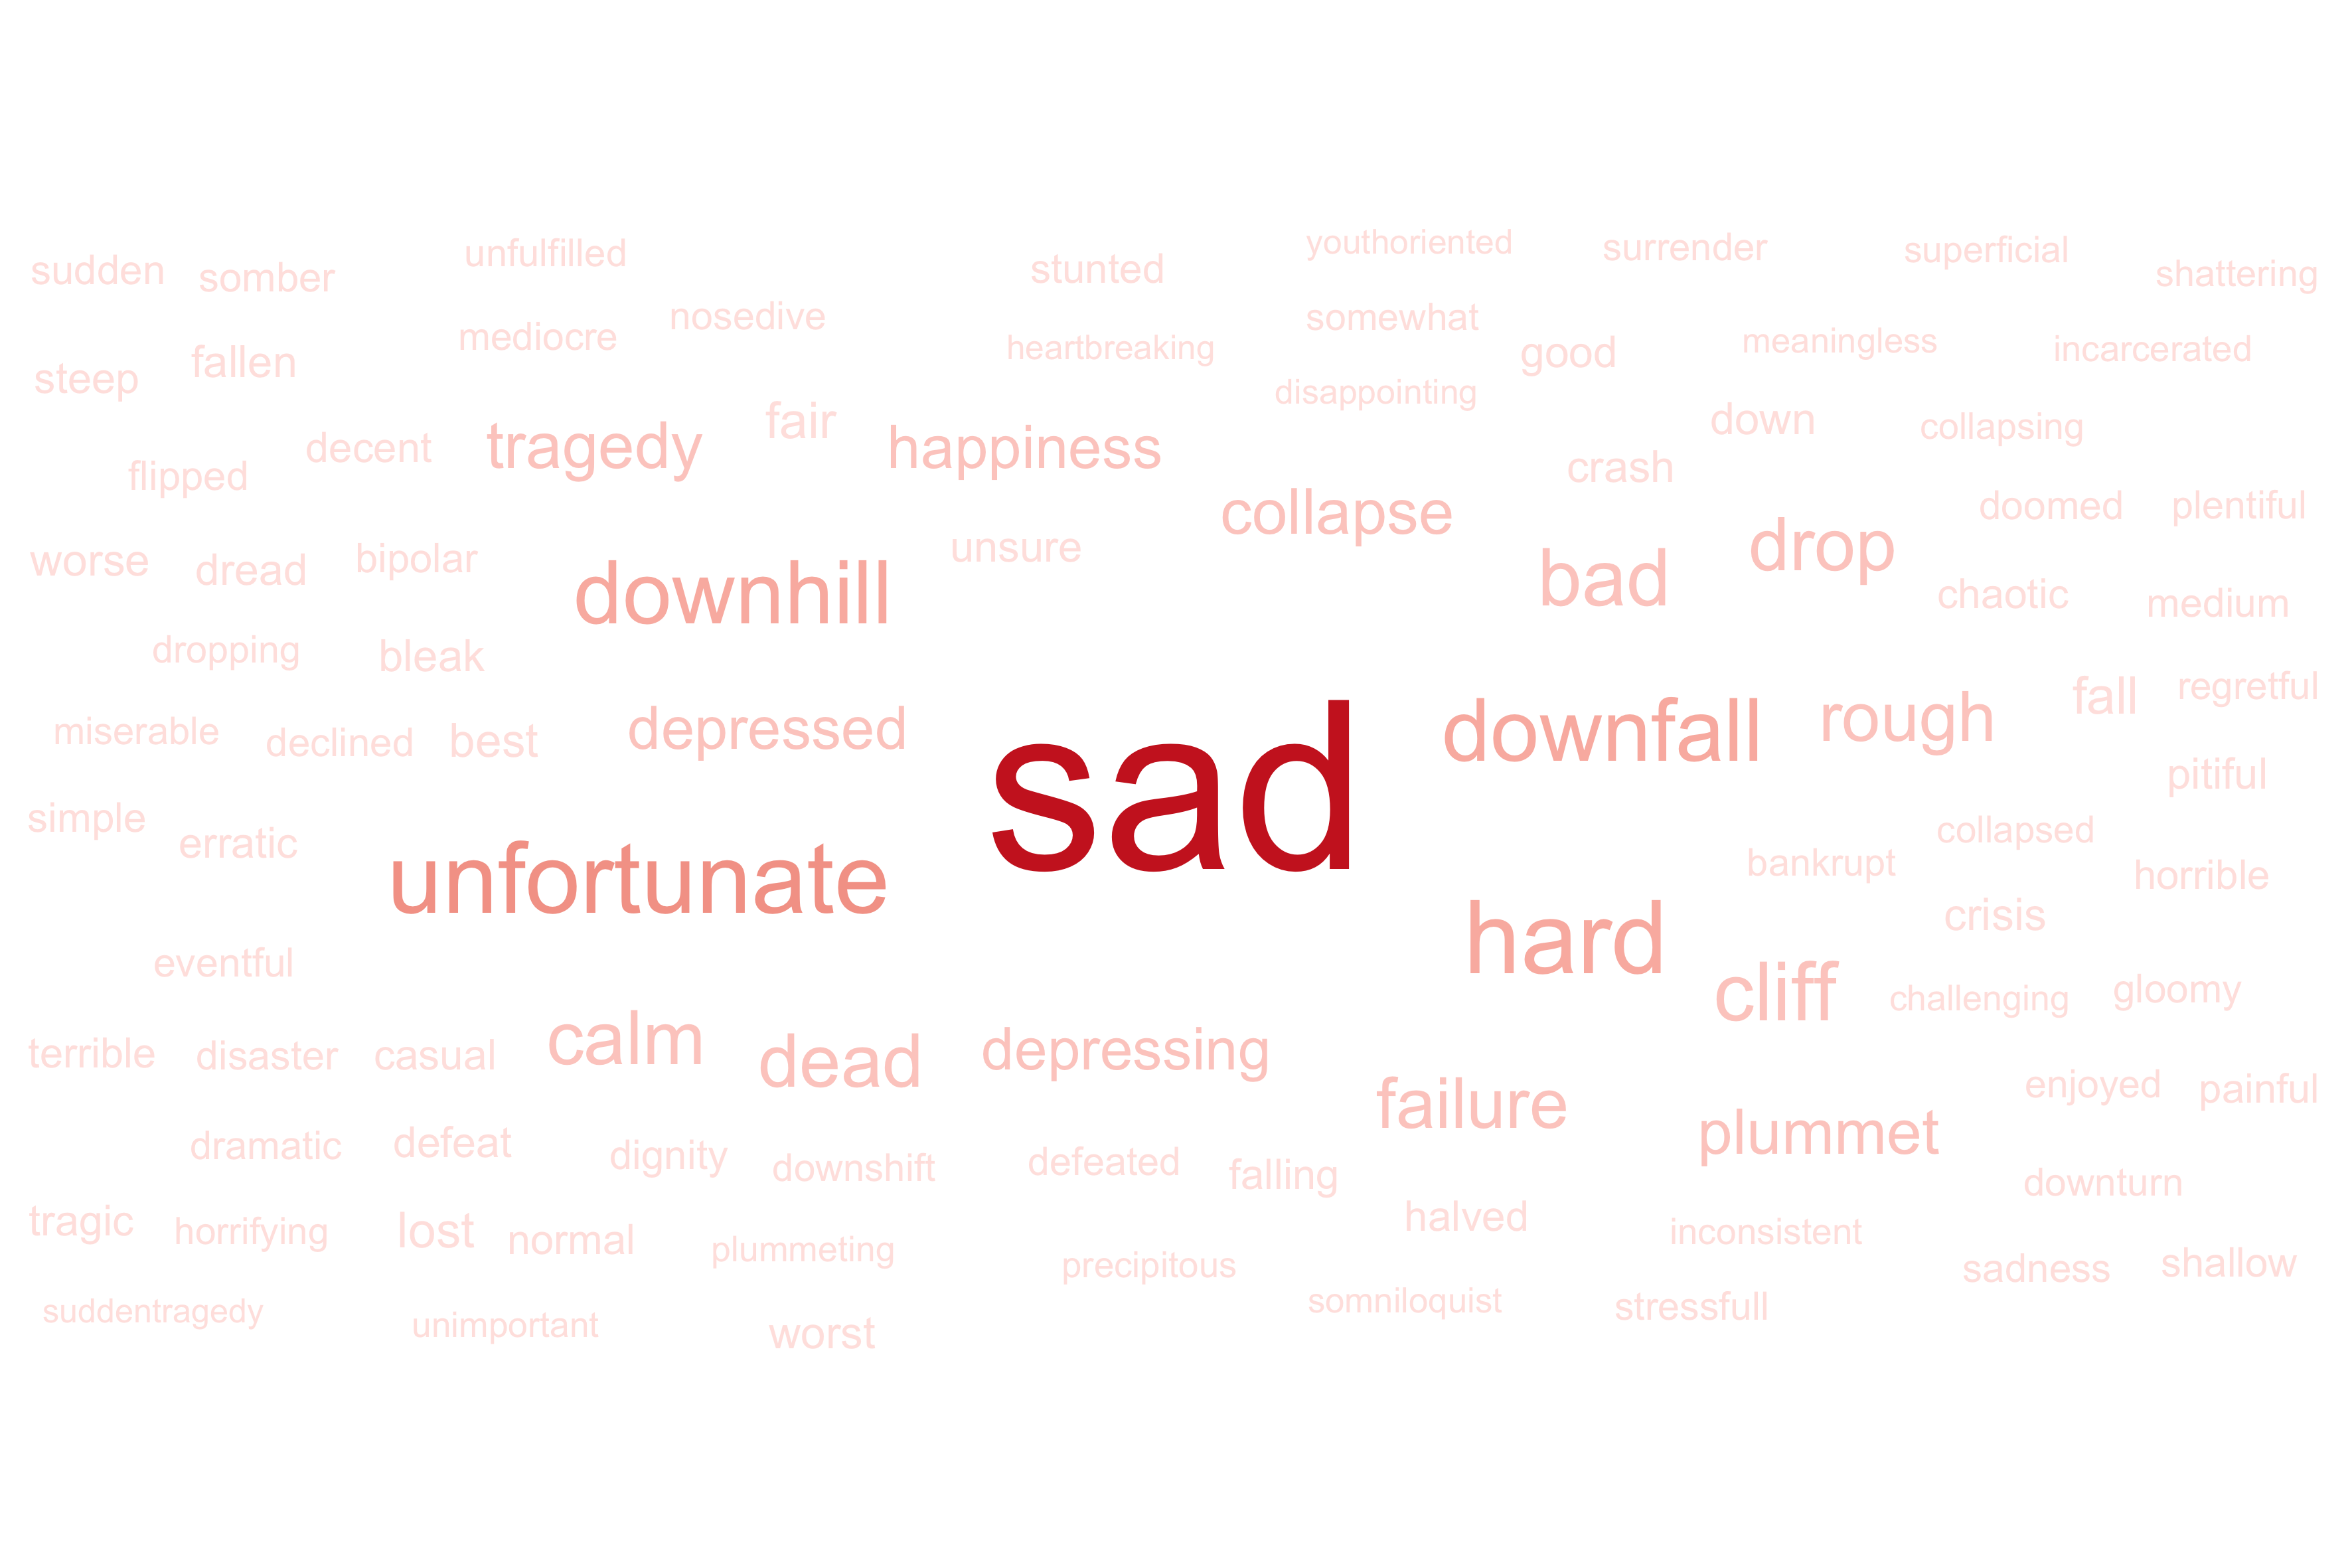 youthoriented
surrender
superficial
unfulfilled
sudden
somber
stunted
shattering
nosedive
somewhat
mediocre
heartbreaking
good
meaningless
incarcerated
steep
fallen
disappointing
fair
down
collapsing
decent
tragedy
happiness
crash
flipped
collapse
doomed
plentiful
drop
unsure
worse
dread
bipolar
downhill
bad
chaotic
medium
dropping
bleak
fall
regretful
miserable
declined
best
depressed
sad
downfall
rough
pitiful
simple
erratic
collapsed
bankrupt
horrible
unfortunate
crisis
hard
eventful
cliff
challenging
gloomy
terrible
disaster
casual
calm
dead
depressing
enjoyed
painful
failure
plummet
dramatic
defeat
dignity
downshift
defeated
falling
downturn
tragic
horrifying
lost
normal
halved
inconsistent
plummeting
precipitous
sadness
shallow
suddentragedy
unimportant
worst
somniloquist
stressfull